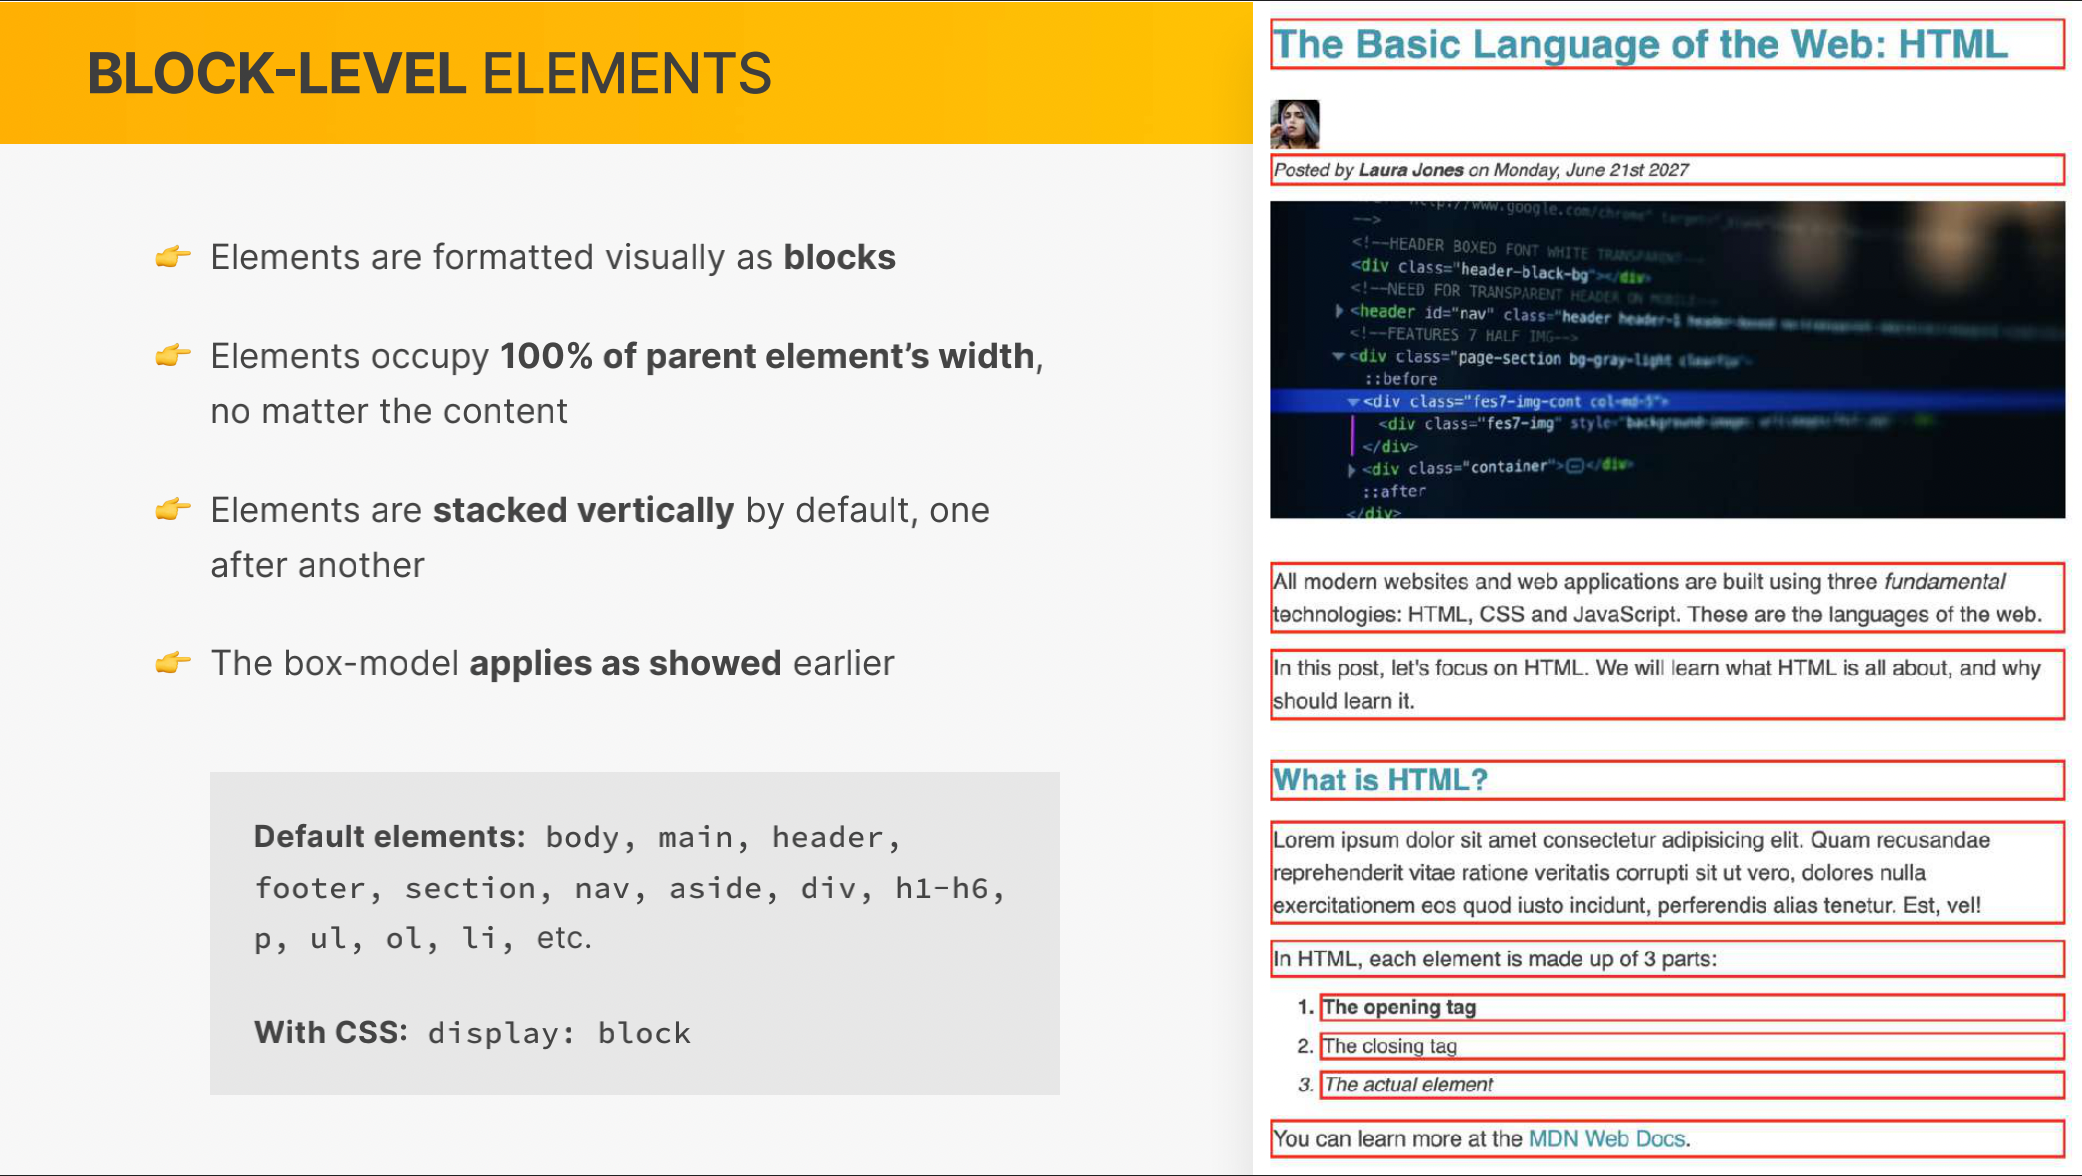 BLOCK-LEVEL ELEMENTS
Elements are formatted visually as blocks
Elements occupy 100% of parent element’s width,
no matter the content
Elements are stacked vertically by default, one
after another
The box-model applies as showed earlier
Default elements: body, main, header,
footer, section, nav, aside, div, h1-h6,
p, ul, ol, li, etc.
With CSS: display: block
The Basic Language of the Web: HTML
Posted by Laura Jones on Monday, June 21st 2027
http://www.google.com/chrome"
-->
<!--HEADER BOXED FONT WHITE TRANSPARENT
<div class="header-black-bg"></div>
<!--NEED FOR TRANSPARENT HEADER ON MOBILE
<header id="nav" class="header header-1
<!--FEATURES 7 HALF IMG-->
<div class="page-section bg-gray-light clearfix">
::before
<div class="fes7-img-cont col-md-5">
<div class="fes7-img" style="background-image:
</div>
<div class="container"></div>
::after
</div>
All modern websites and web applications are built using three fundamental
technologies: HTML, CSS and JavaScript. These are the languages of the web.
In this post, let's focus on HTML. We will learn what HTML is all about, and why
should learn it.
What is HTML?
Lorem ipsum dolor sit amet consectetur adipisicing elit. Quam recusandae
reprehenderit vitae ratione veritatis corrupti sit ut vero, dolores nulla
exercitationem eos quod iusto incidunt, perferendis alias tenetur. Est, vel!
In HTML, each element is made up of 3 parts:
1. The opening tag
2. The closing tag
3. The actual element
You can learn more at the MDN Web Docs.